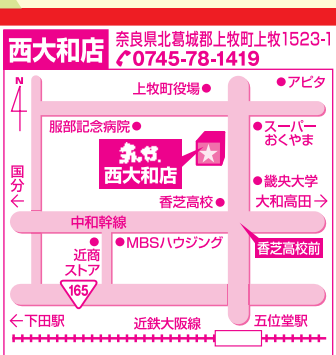 西大和店
奈良県北葛城郡上牧町上牧1523-1
0745-78-1419
N
上牧町役場
アピタ
服部記念病院
スーパー
おくやま
西大和店
国分
←
畿央大学
香芝高校
大和高田→
中和幹線
香芝高校前
近商
ストア
MBSハウジング
165
←下田駅
近鉄大阪線
五位堂駅